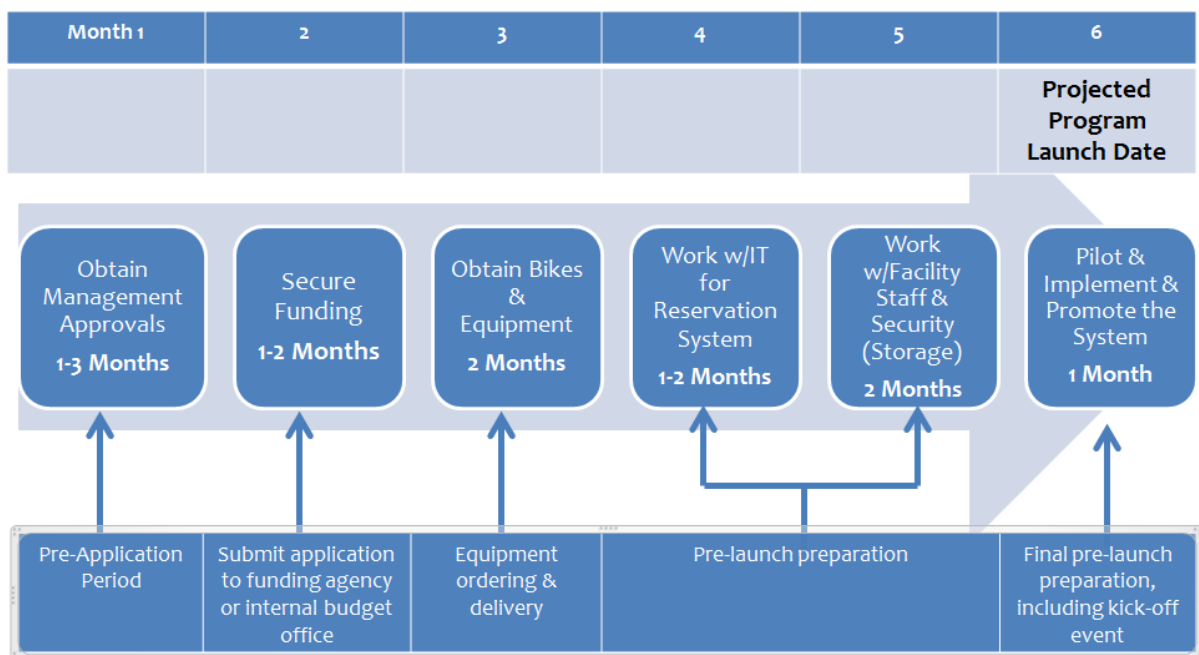 Month 1
2
3
4
5
6
Projected
Program
Launch Date
Obtain
Management
Approvals
1-3 Months
Secure
Funding
1-2 Months
Obtain Bikes
&
Equipment
2 Months
Work w/IT
for
Reservation
System
1-2 Months
Work
w/Facility
Staff &
Security
(Storage)
2 Months
Pilot &
Implement &
Promote the
System
1 Month
Pre-Application
Period
Submit application
to funding agency
or internal budget
office
Equipment
ordering &
delivery
Pre-launch preparation
Final pre-launch
preparation,
including kick-off
event